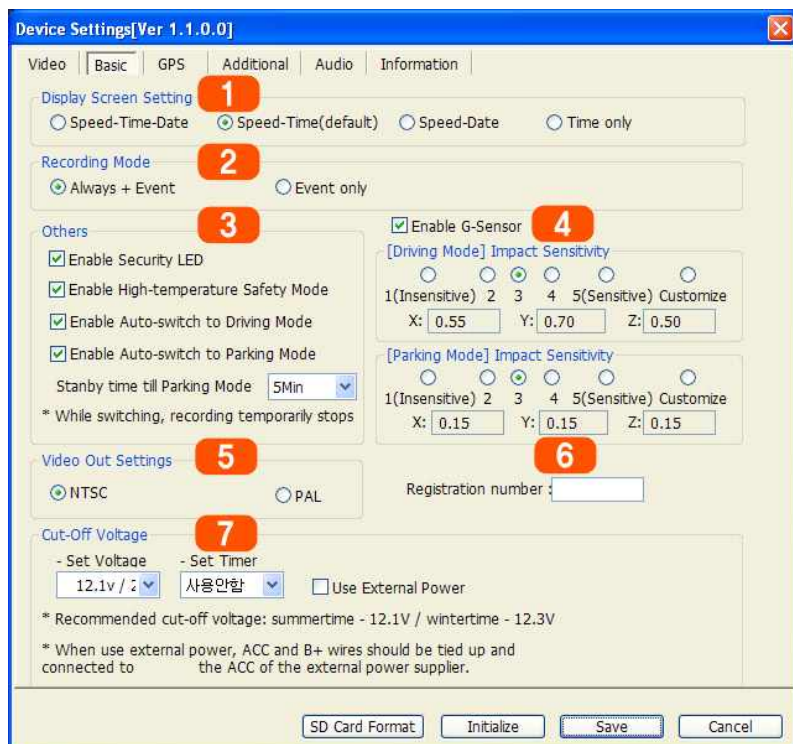 Device Settings[Ver 1.1.0.0]
Video Basic GPS Additional Audio Information
Display Screen Setting 1
Speed-Time-Date Speed-Time(default) Speed-Date Time only
Recording Mode 2
Always + Event Event only
Others 3
Enable Security LED
Enable High-temperature Safety Mode
Enable Auto-switch to Driving Mode
Enable Auto-switch to Parking Mode
Stanby time till Parking Mode 5Min
* While switching, recording temporarily stops
Enable G-Sensor 4
[Driving Mode] Impact Sensitivity
1(Insensitive) 2 3 4 5(Sensitive) Customize
X: 0.55 Y: 0.70 Z: 0.50
[Parking Mode] Impact Sensitivity
1(Insensitive) 2 3 4 5(Sensitive) Customize
X: 0.15 Y: 0.15 Z: 0.15
Video Out Settings 5
NTSC PAL
6
Registration number :
Cut-Off Voltage 7
- Set Voltage - Set Timer
12.1v / 2 사용안함 Use External Power
* Recommended cut-off voltage: summertime - 12.1V / wintertime - 12.3V
* When use external power, ACC and B+ wires should be tied up and
connected to the ACC of the external power supplier.
SD Card Format Initialize Save Cancel